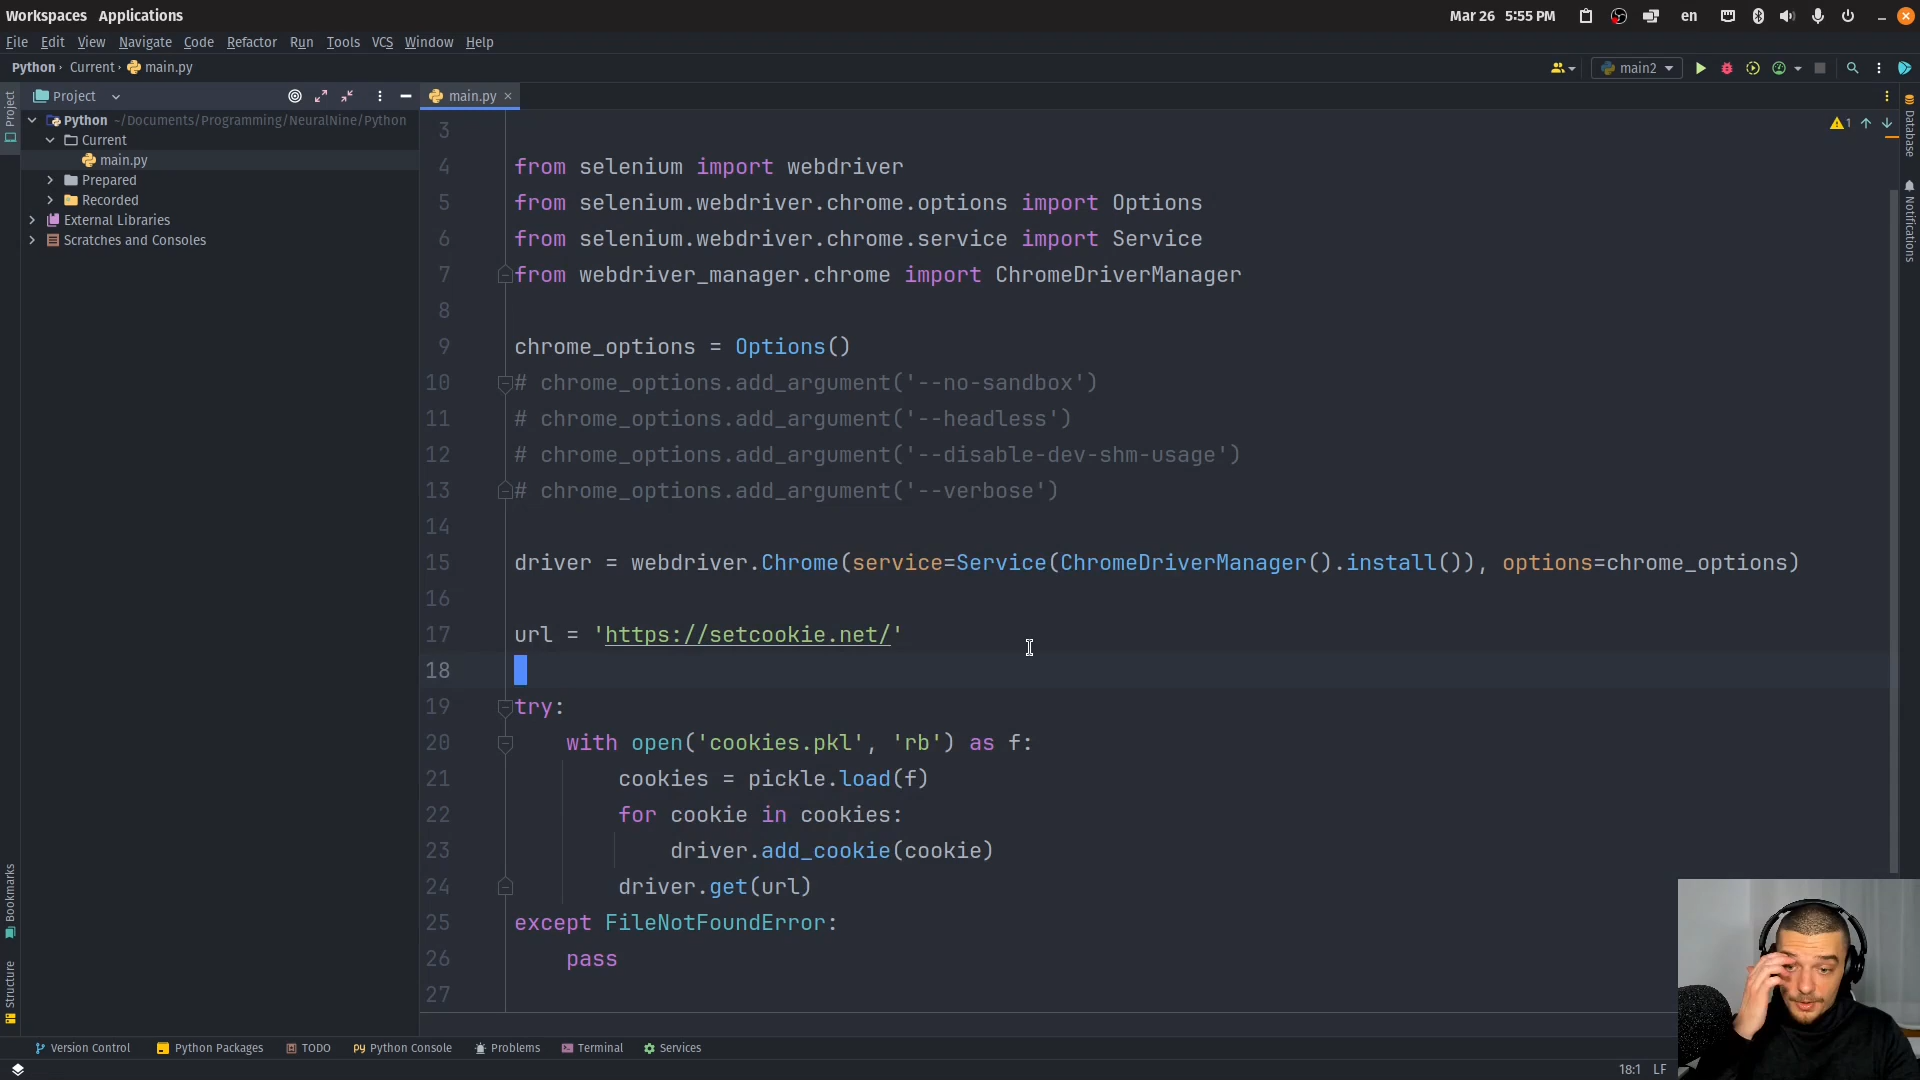 Workspaces Applications
Mar 26 5:55 PM
en
File Edit View Navigate Code Refactor Run Tools VCS Window Help
Python Current main.py
main2
Project
main.py
1
Python ~/Documents/Programming/NeuralNine/Python
Current
main.py
Prepared
Recorded
External Libraries
Scratches and Consoles
Project
Bookmarks
Structure
Database
Notifications
3
4 from selenium import webdriver
5 from selenium.webdriver.chrome.options import Options
6 from selenium.webdriver.chrome.service import Service
7 from webdriver_manager.chrome import ChromeDriverManager
8
9 chrome_options = Options()
10 # chrome_options.add_argument('--no-sandbox')
11 # chrome_options.add_argument('--headless')
12 # chrome_options.add_argument('--disable-dev-shm-usage')
13 # chrome_options.add_argument('--verbose')
14
15 driver = webdriver.Chrome(service=Service(ChromeDriverManager().install()), options=chrome_options)
16
17 url = 'https://setcookie.net/'
18
19 try:
20 with open('cookies.pkl', 'rb') as f:
21 cookies = pickle.load(f)
22 for cookie in cookies:
23 driver.add_cookie(cookie)
24 driver.get(url)
25 except FileNotFoundError:
26 pass
27
Version Control Python Packages TODO Python Console Problems Terminal Services
18:1 LF